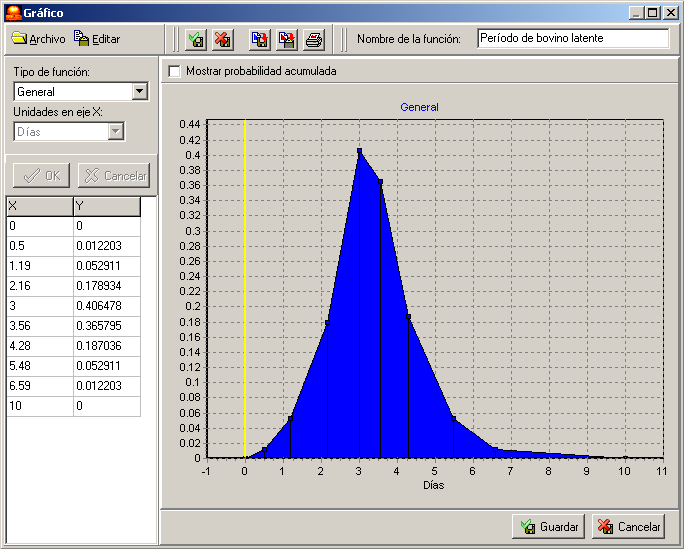 Gráfico
Archivo Editar Nombre de la función: Período de bovino latente
Tipo de función:
General
Unidades en eje X:
Días
OK Cancelar
X Y
0 0
0.5 0.012203
1.19 0.052911
2.16 0.178934
3 0.406478
3.56 0.365795
4.28 0.187036
5.48 0.052911
6.59 0.012203
10 0
Mostrar probabilidad acumulada
General
0.44
0.42
0.4
0.38
0.36
0.34
0.32
0.3
0.28
0.26
0.24
0.22
0.2
0.18
0.16
0.14
0.12
0.1
0.08
0.06
0.04
0.02
0
-1 0 1 2 3 4 5 6 7 8 9 10 11
Días
Guardar Cancelar